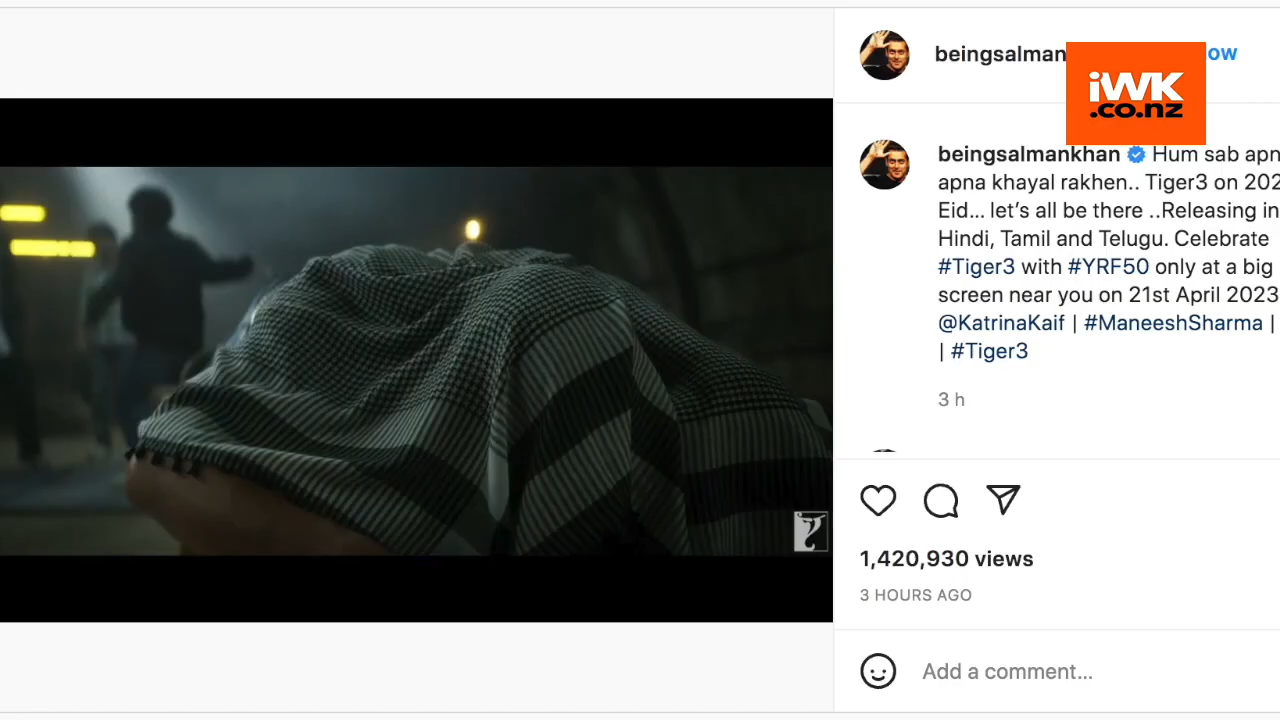 beingsalman
ow
iWK
.co.nz
beingsalmankhan Hum sab apn
apna khayal rakhen.. Tiger3 on 202
Eid... let's all be there ..Releasing in
Hindi, Tamil and Telugu. Celebrate
#Tiger3 with #YRF50 only at a big
screen near you on 21st April 2023
@KatrinaKaif | #ManeeshSharma |
| #Tiger3
3 h
1,420,930 views
3 HOURS AGO
Add a comment...